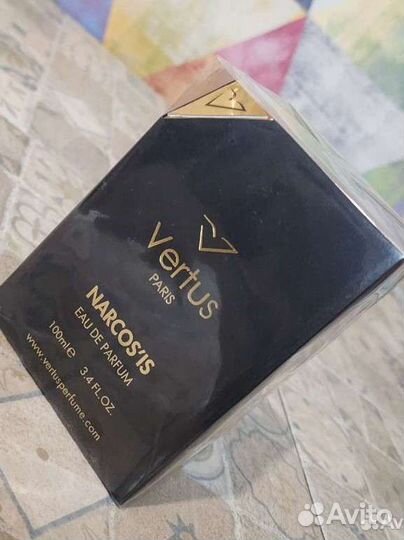 Vertus
PARIS
NARCOS'IS
EAU DE PARFUM
100ml e 3.4 FL.OZ
www.vertusperfume.com
Avito